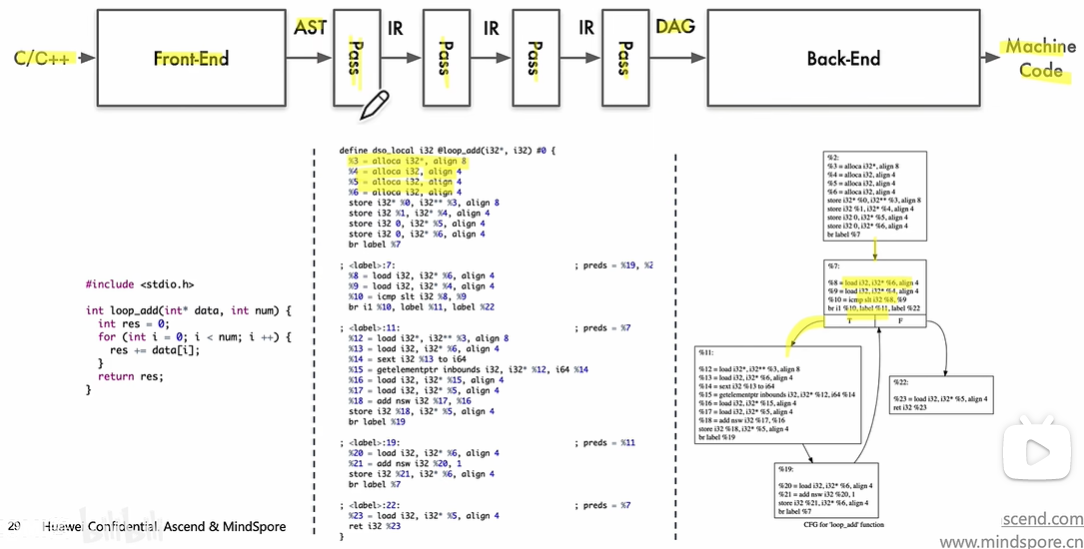 C/C++
Front-End
AST
Pass
IR
Pass
IR
Pass
IR
Pass
DAG
Back-End
Machine
Code
#include <stdio.h>
int loop_add(int* data, int num) {
int res = 0;
for (int i = 0; i < num; i ++) {
res += data[i];
}
return res;
}
define dso_local i32 @loop_add(i32*, i32) #0 {
%3 = alloca i32*, align 8
%4 = alloca i32, align 4
%5 = alloca i32, align 4
%6 = alloca i32, align 4
store i32* %0, i32** %3, align 8
store i32 %1, i32* %4, align 4
store i32 0, i32* %5, align 4
store i32 0, i32* %6, align 4
br label %7
; <label>:7: ; preds = %19, %2
%8 = load i32, i32* %6, align 4
%9 = load i32, i32* %4, align 4
%10 = icmp slt i32 %8, %9
br i1 %10, label %11, label %22
; <label>:11: ; preds = %7
%12 = load i32*, i32** %3, align 8
%13 = load i32, i32* %6, align 4
%14 = sext i32 %13 to i64
%15 = getelementptr inbounds i32, i32* %12, i64 %14
%16 = load i32, i32* %15, align 4
%17 = load i32, i32* %5, align 4
%18 = add nsw i32 %17, %16
store i32 %18, i32* %5, align 4
br label %19
; <label>:19: ; preds = %11
%20 = load i32, i32* %6, align 4
%21 = add nsw i32 %20, 1
store i32 %21, i32* %6, align 4
br label %7
; <label>:22: ; preds = %7
%23 = load i32, i32* %5, align 4
ret i32 %23
}
%2:
%3 = alloca i32*, align 8
%4 = alloca i32, align 4
%5 = alloca i32, align 4
%6 = alloca i32, align 4
store i32* %0, i32** %3, align 8
store i32 %1, i32* %4, align 4
store i32 0, i32* %5, align 4
store i32 0, i32* %6, align 4
br label %7
%7:
%8 = load i32, i32* %6, align 4
%9 = load i32, i32* %4, align 4
%10 = icmp slt i32 %8, %9
br i1 %10, label %11, label %22
T F
%11:
%12 = load i32*, i32** %3, align 8
%13 = load i32, i32* %6, align 4
%14 = sext i32 %13 to i64
%15 = getelementptr inbounds i32, i32* %12, i64 %14
%16 = load i32, i32* %15, align 4
%17 = load i32, i32* %5, align 4
%18 = add nsw i32 %17, %16
store i32 %18, i32* %5, align 4
br label %19
%22:
%23 = load i32, i32* %5, align 4
ret i32 %23
%19:
%20 = load i32, i32* %6, align 4
%21 = add nsw i32 %20, 1
store i32 %21, i32* %6, align 4
br label %7
CFG for 'loop_add' function
29 Huawei Confidential. Ascend & MindSpore
bilibili
scend.com
www.mindspore.cn